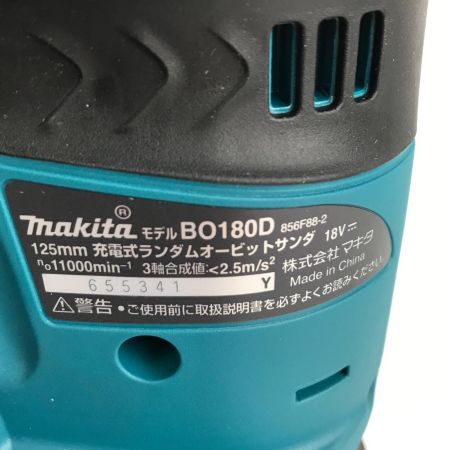 makita® モデル BO180D 856F88-2
125mm 充電式ランダムオービットサンダ 18V⎓
n₀11000min⁻¹ 3軸合成値:<2.5m/s² 株式会社 マキタ
Made in China
655341 Y
⚠警告・ご使用前に取扱説明書を必ずよくお読みください。